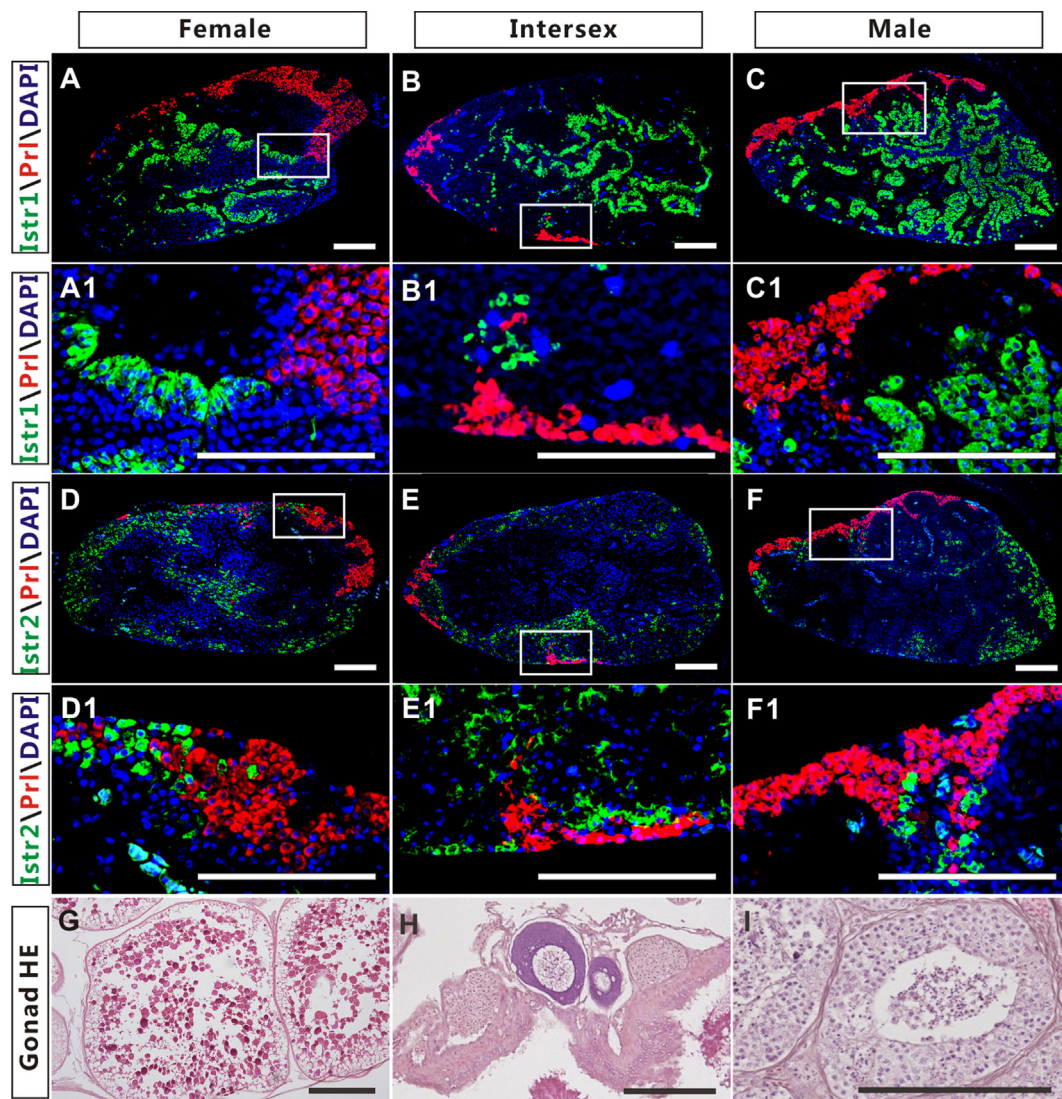 Female
Intersex
Male
Istr1\Prl\DAPI
A
B
C
Istr1\Prl\DAPI
A1
B1
C1
Istr2\Prl\DAPI
D
E
F
Istr2\Prl\DAPI
D1
E1
F1
Gonad HE
G
H
I